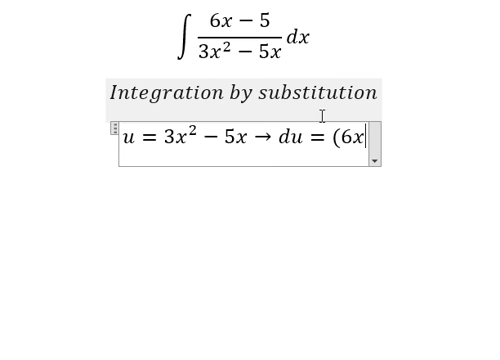 ∫ (6x − 5)/(3x² − 5x) dx
Integration by substitution
u = 3x² − 5x → du = (6x